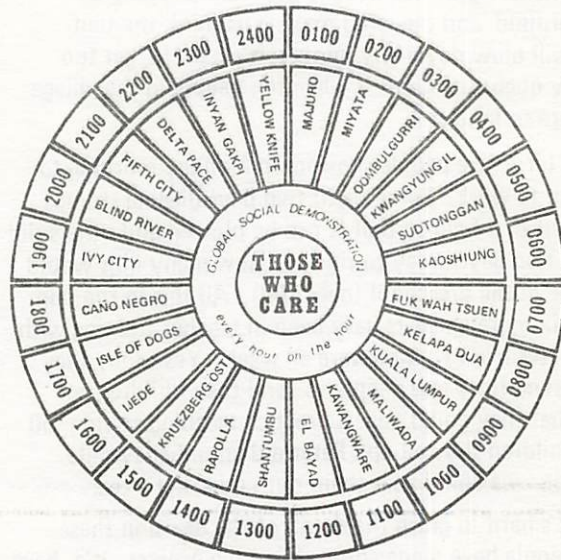 THOSE
WHO
CARE
GLOBAL SOCIAL DEMONSTRATION
every hour on the hour
0100
MAJURO
0200
MIYATA
0300
OOMBULGURRI
0400
KWANGYUNG IL
0500
SUDTONGGAN
0600
KAOSHIUNG
0700
FUK WAH TSUEN
0800
KELAPA DUA
0900
KUALA LUMPUR
1060
MALIWADA
1100
KAWANGWARE
1200
EL BAYAD
1300
SHANTUMBU
1400
RAPOLLA
1500
KRUEZBERG OST
1600
IJEDE
1700
ISLE OF DOGS
1800
CAÑO NEGRO
1900
IVY CITY
2000
BLIND RIVER
2100
FIFTH CITY
2200
DELTA PACE
2300
INYAN GAKPI
2400
YELLOW KNIFE